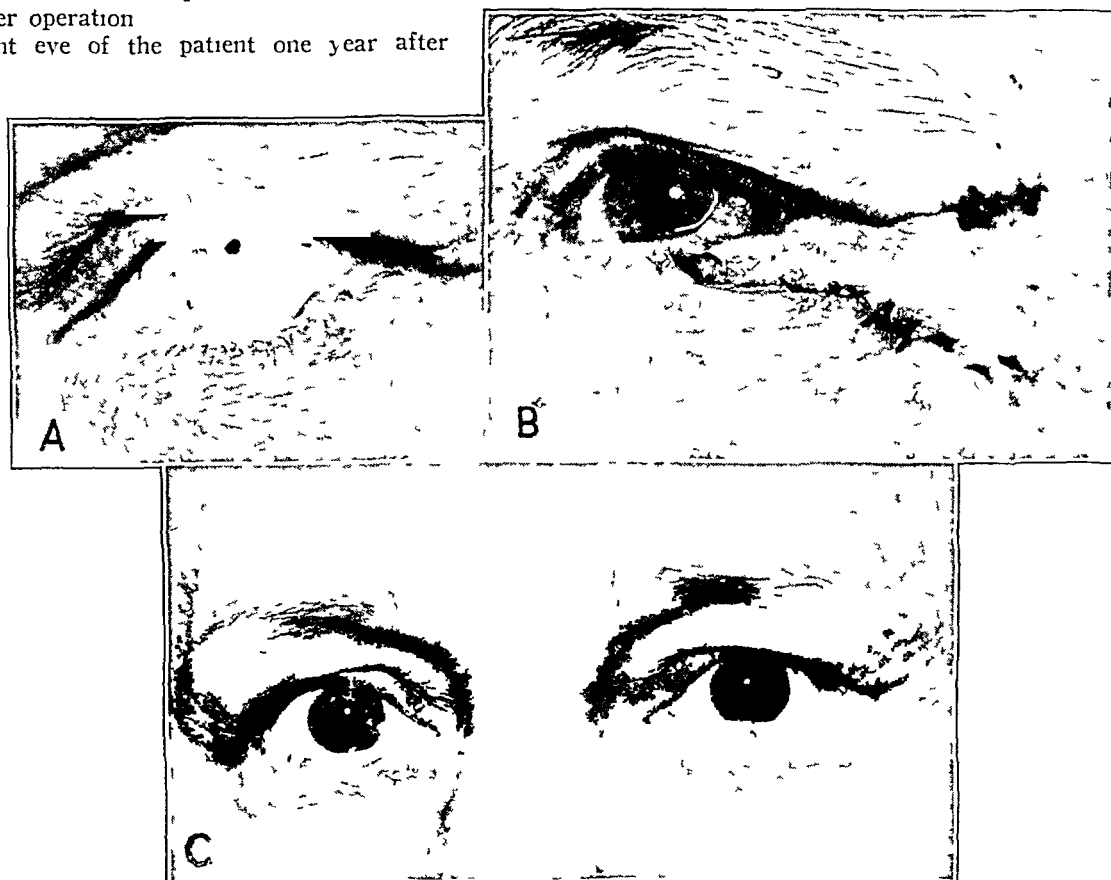 er operation
nt eye of the patient one year after
A
B
C